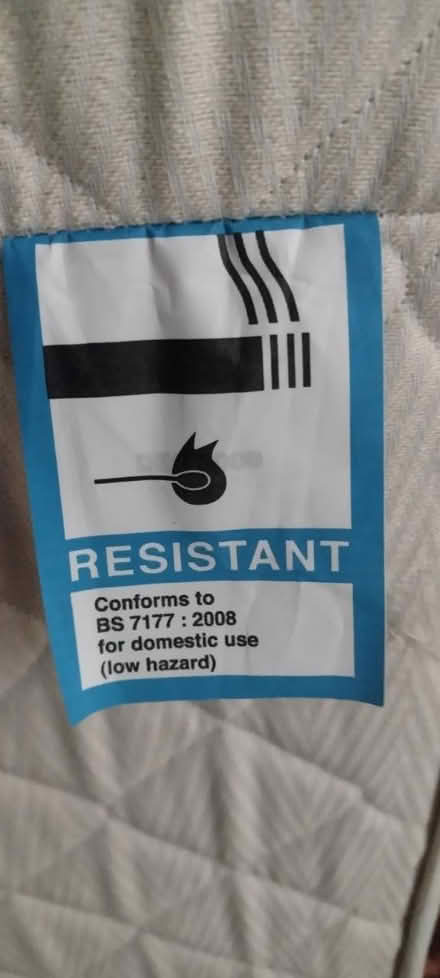 RESISTANT
Conforms to
BS 7177 : 2008
for domestic use
(low hazard)